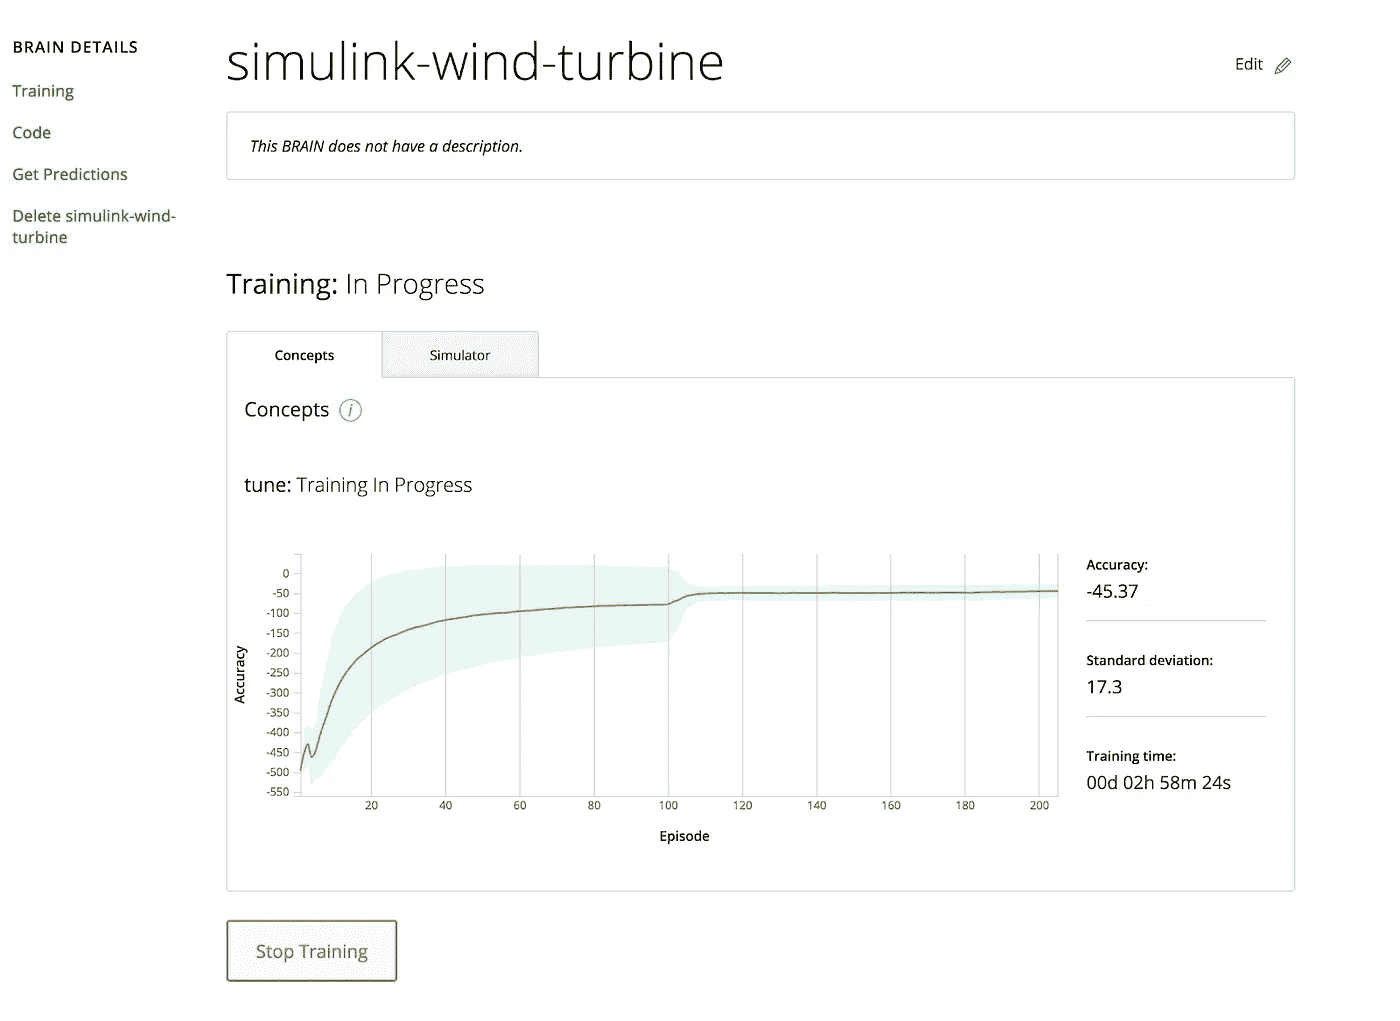 BRAIN DETAILS
Training
Code
Get Predictions
Delete simulink-wind-
turbine
simulink-wind-turbine
Edit
This BRAIN does not have a description.
Training: In Progress
Concepts
Simulator
Concepts i
tune: Training In Progress
Accuracy
0
-50
-100
-150
-200
-250
-300
-350
-400
-450
-500
-550
20 40 60 80 100 120 140 160 180 200
Episode
Accuracy:
-45.37
Standard deviation:
17.3
Training time:
00d 02h 58m 24s
Stop Training